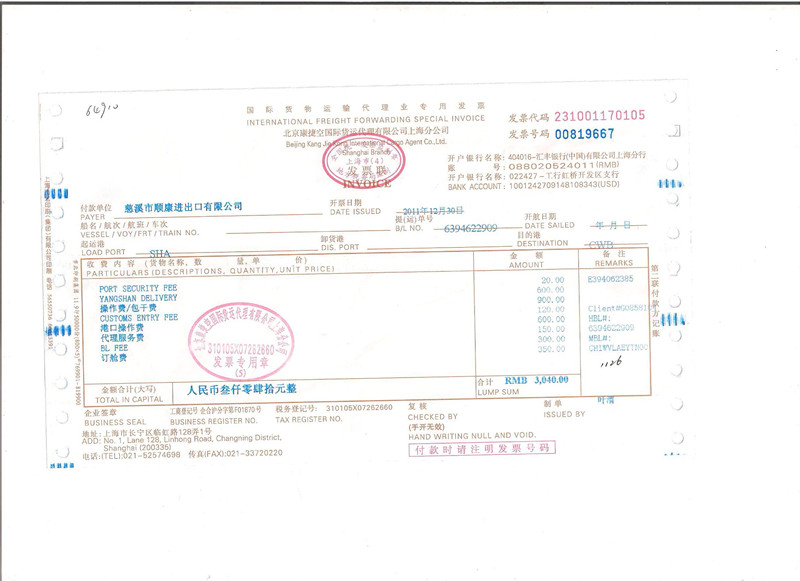 64910
国际货物运输代理业专用发票
INTERNATIONAL FREIGHT FORWARDING SPECIAL INVOICE
发票代码 231001170105
北京康捷空国际货运代理有限公司上海分公司
发票号码 00819667
Beijing Kang Jie Kong International Cargo Agent Co.,Ltd.
Shanghai Branch
上海市(4)
发票联
INVOICE
开户银行名称: 404016-汇丰银行(中国)有限公司上海分行
账 号: 088020524011(RMB)
开户银行名称: 022427-工行虹桥开发区支行
BANK ACCOUNT: 1001242709148108343(USD)
付款单位 慈溪市顺康进出口有限公司
PAYER
开票日期
DATE ISSUED 2011年12月30日
开航日期
DATE SAILED 年 月 日
船名/航次/航班/车次
VESSEL / VOY/FRT / TRAIN NO.
提(运)单号
B/L NO. 6394622909
起运港
LOAD PORT SHA
卸货港
DIS. PORT
目的港
DESTINATION CWB
收费内容(货物名称、数量、单价)
PARTICULARS (DESCRIPTIONS, QUANTITY, UNIT PRICE)
金额
AMOUNT
备注
REMARKS
PORT SECURITY FEE 20.00 E394062385
YANGSHAN DELIVERY 600.00
操作费/包干费 900.00
CUSTOMS ENTRY FEE 120.00
港口操作费 600.00 HBL#:
代理服务费 150.00 6394622909
BL FEE 300.00 MBL#:
订舱费 350.00
1126
310105X07262660
发票专用章
(5)
金额合计(大写) 人民币叁仟零肆拾元整
TOTAL IN CAPITAL
合计 RMB 3,040.00
LUMP SUM
企业签章
BUSINESS SEAL
工商登记号 企合沪分字第F01670号
BUSINESS REGISTER NO.
税务登记号: 310105X07262660
TAX REGISTER NO.
复核
CHECKED BY
制单
ISSUED BY
(手开无效)
HAND WRITING NULL AND VOID.
地址: 上海市长宁区临虹路128弄1号
ADD: No. 1, Lane 128, Linhong Road, Changning District,
Shanghai (200335)
电话:(TEL):021-52574698 传真(FAX):021-33720220
付款时请注明发票号码
第二联付款方记账